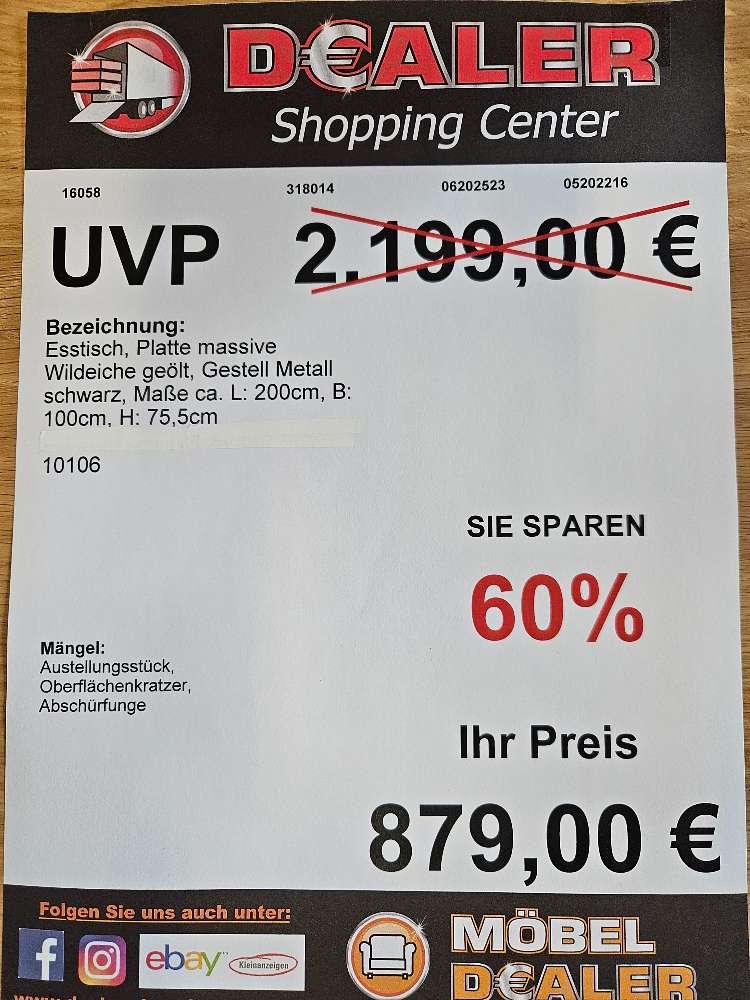 D€ALER
Shopping Center
16058 318014 06202523 05202216
UVP 2.199,00 €
Bezeichnung:
Esstisch, Platte massive
Wildeiche geölt, Gestell Metall
schwarz, Maße ca. L: 200cm, B:
100cm, H: 75,5cm
10106
SIE SPAREN
60%
Mängel:
Austellungsstück,
Oberflächenkratzer,
Abschürfunge
Ihr Preis
879,00 €
Folgen Sie uns auch unter:
f ebay Kleinanzeigen
MÖBEL
D€ALER